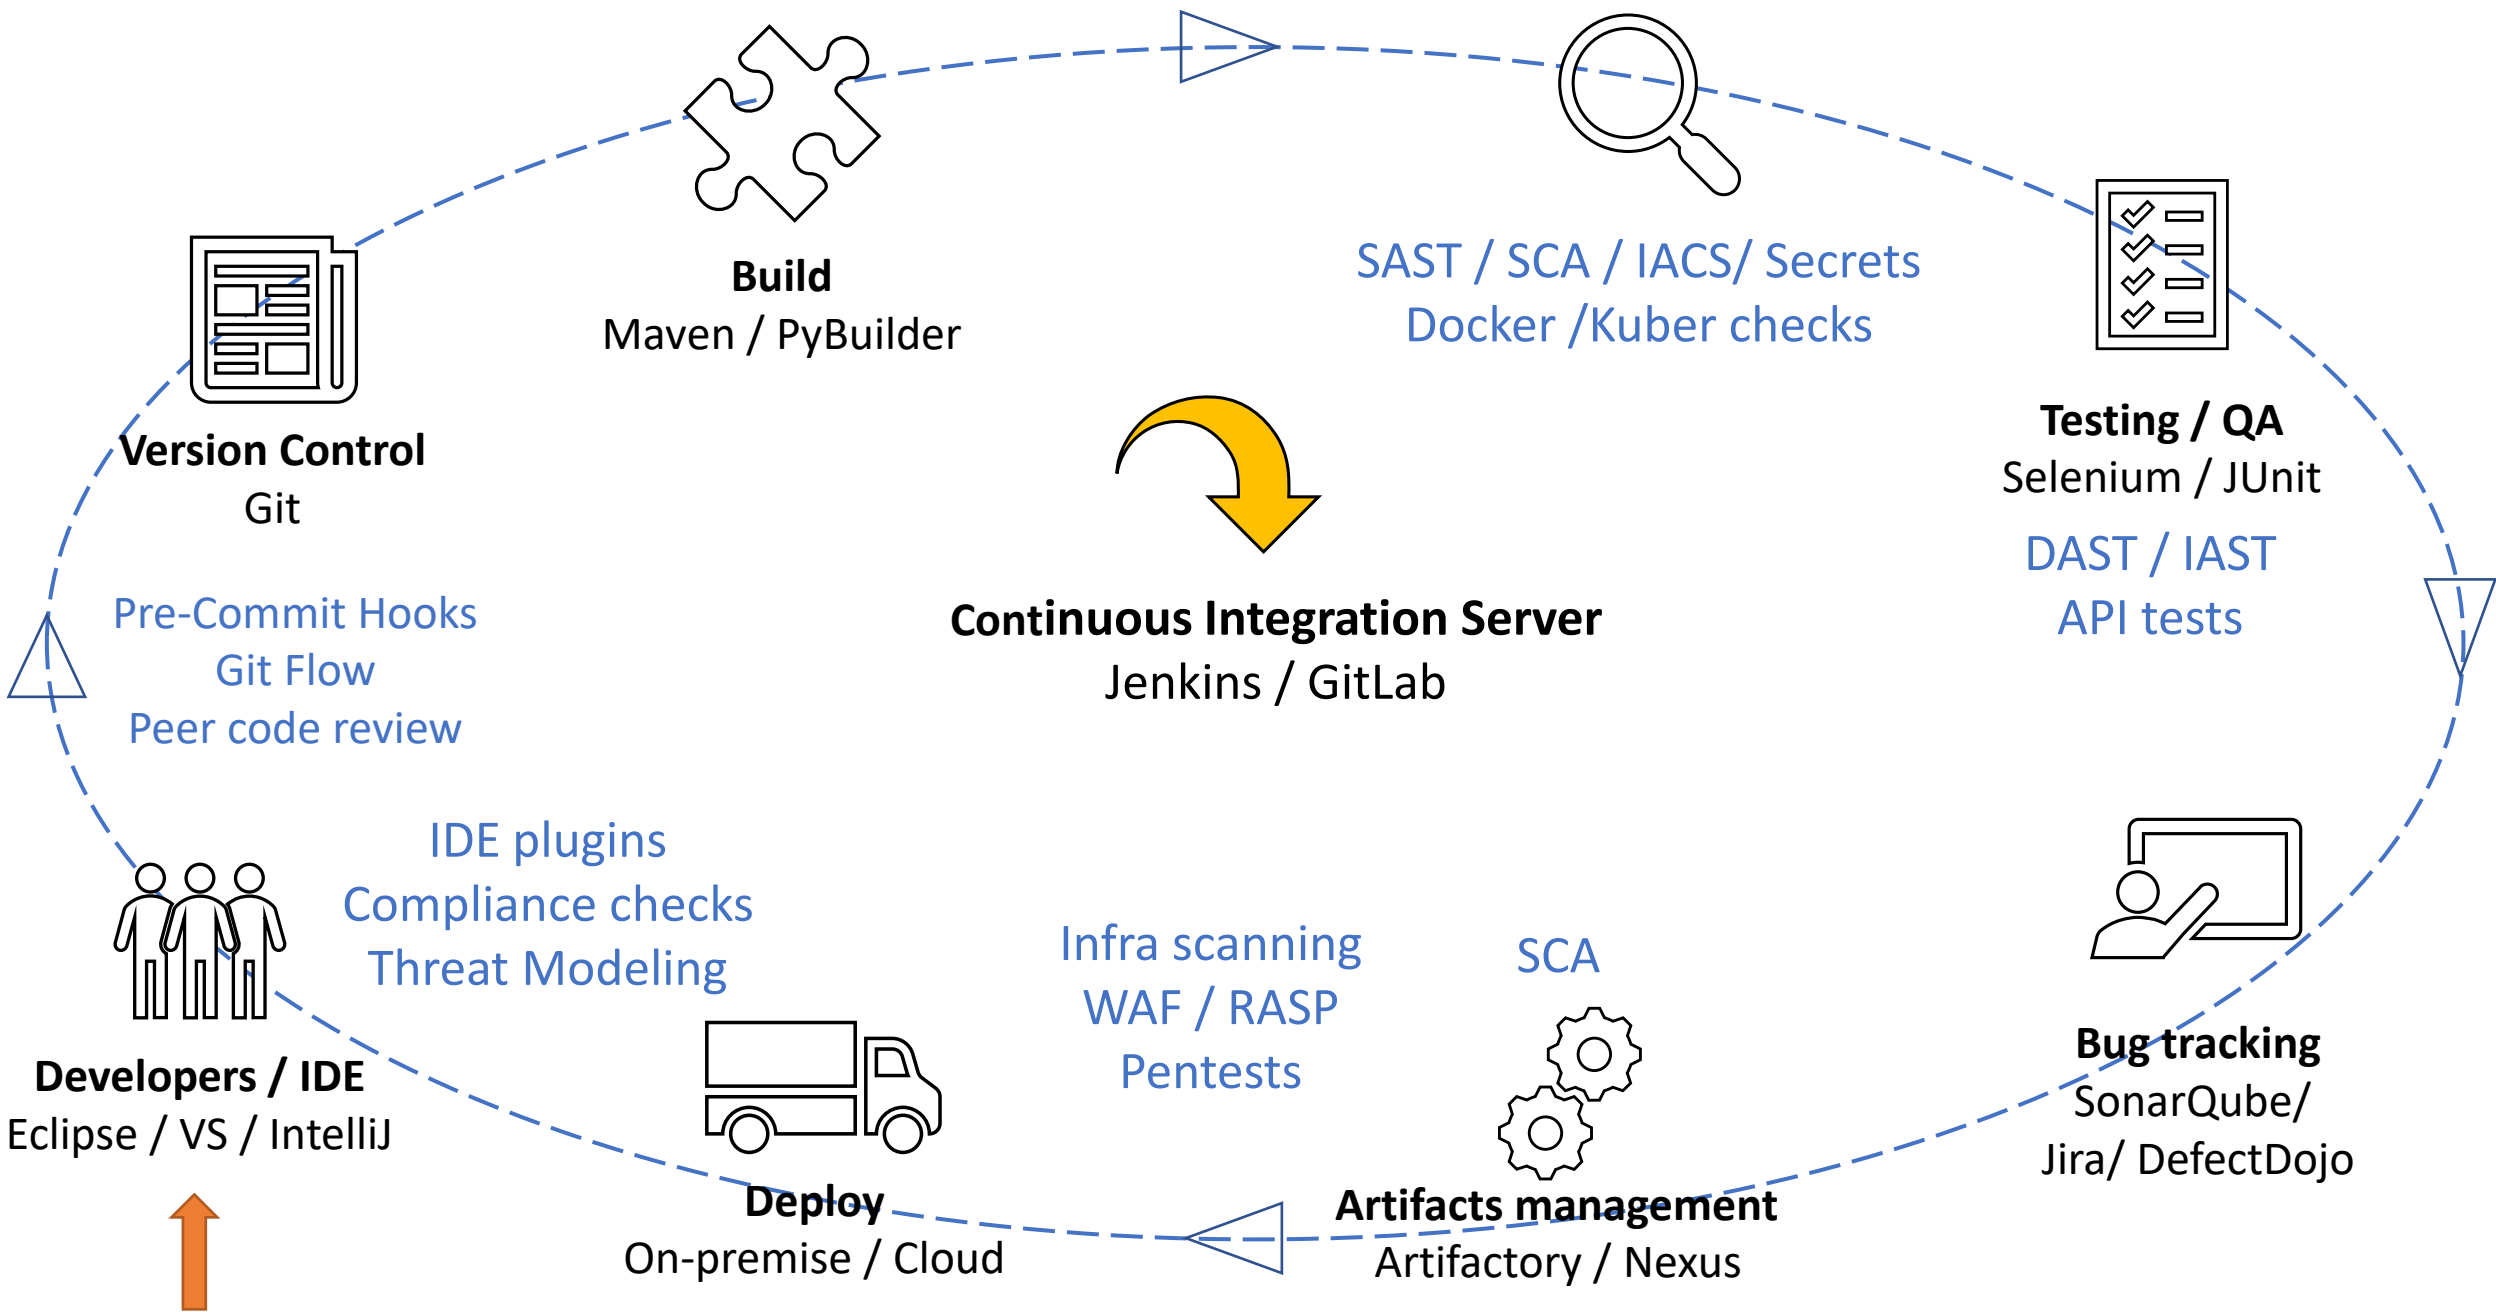 Build
Maven / PyBuilder
SAST / SCA / IACS/ Secrets
Docker /Kuber checks
Version Control
Git
Testing / QA
Selenium / JUnit
DAST / IAST
API tests
Pre-Commit Hooks
Git Flow
Peer code review
Continuous Integration Server
Jenkins / GitLab
IDE plugins
Compliance checks
Threat Modeling
Developers / IDE
Eclipse / VS / IntelliJ
Infra scanning
WAF / RASP
Pentests
SCA
Bug tracking
SonarQube/
Jira/ DefectDojo
Deploy
On-premise / Cloud
Artifacts management
Artifactory / Nexus